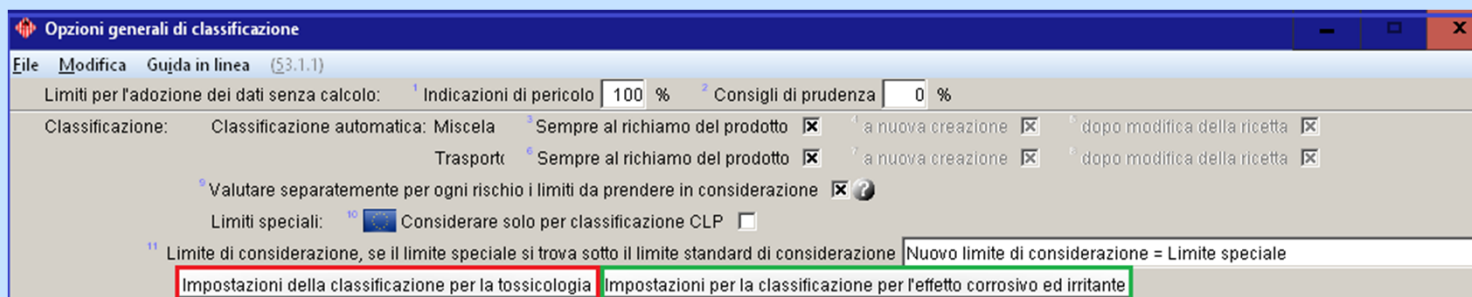 Opzioni generali di classificazione
File Modifica Guida in linea (53.1.1)
Limiti per l'adozione dei dati senza calcolo: 1 Indicazioni di pericolo 100 % 2 Consigli di prudenza 0 %
Classificazione: Classificazione automatica: Miscela 3 Sempre al richiamo del prodotto 4 a nuova creazione 5 dopo modifica della ricetta
Trasporto 6 Sempre al richiamo del prodotto 7 a nuova creazione 8 dopo modifica della ricetta
9 Valutare separatemente per ogni rischio i limiti da prendere in considerazione ?
Limiti speciali: 10 Considerare solo per classificazione CLP
11 Limite di considerazione, se il limite speciale si trova sotto il limite standard di considerazione Nuovo limite di considerazione = Limite speciale
Impostazioni della classificazione per la tossicologia Impostazioni per la classificazione per l'effetto corrosivo ed irritante